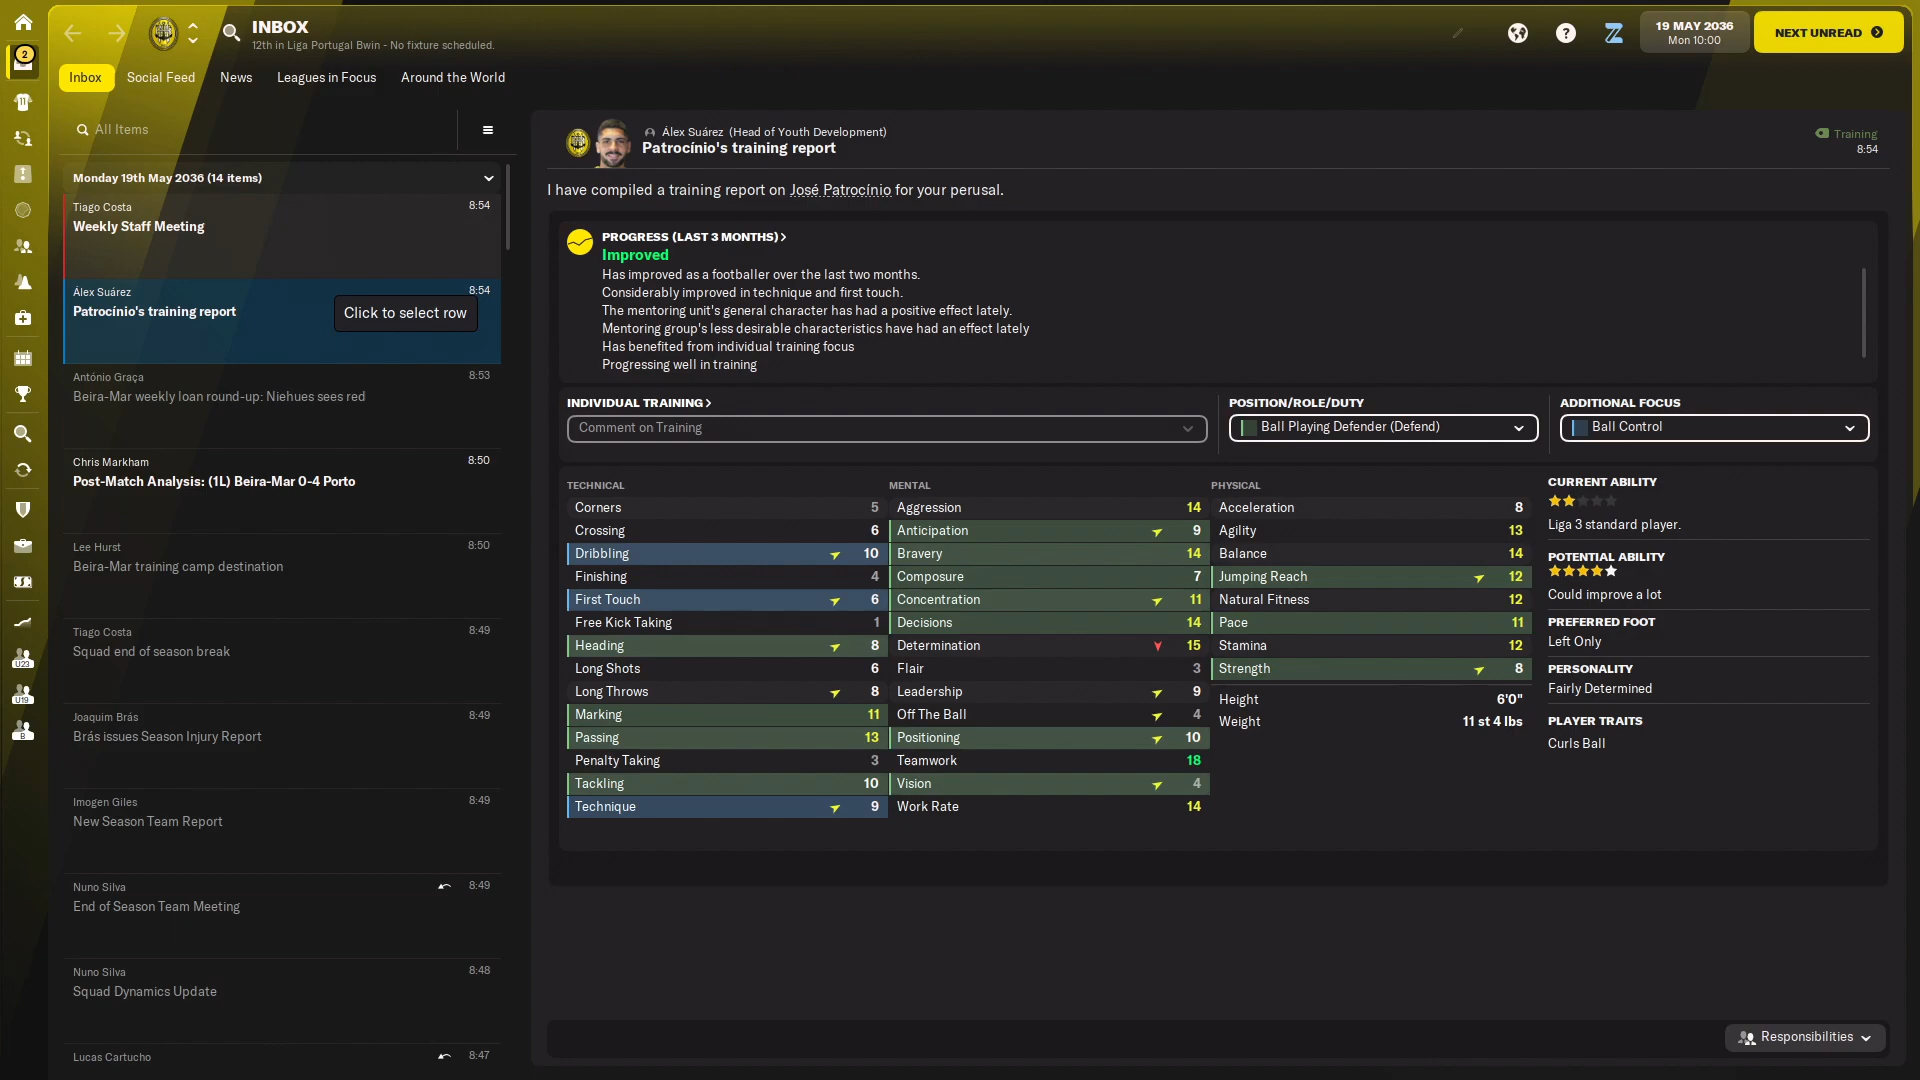 INBOX
12th in Liga Portugal Bwin - No fixture scheduled.
19 MAY 2036
Mon 10:00
NEXT UNREAD
2
Inbox
Social Feed
News
Leagues in Focus
Around the World
All Items
Monday 19th May 2036 (14 items)
Tiago Costa 8:54
Weekly Staff Meeting
Álex Suárez 8:54
Patrocínio's training report
Click to select row
António Graça 8:53
Beira-Mar weekly loan round-up: Niehues sees red
Chris Markham 8:50
Post-Match Analysis: (1L) Beira-Mar 0-4 Porto
Lee Hurst 8:50
Beira-Mar training camp destination
Tiago Costa 8:49
Squad end of season break
Joaquim Brás 8:49
Brás issues Season Injury Report
Imogen Giles 8:49
New Season Team Report
Nuno Silva 8:49
End of Season Team Meeting
Nuno Silva 8:48
Squad Dynamics Update
Lucas Cartucho 8:47
U23
U19
B
Álex Suárez (Head of Youth Development)
Patrocínio's training report
Training
8:54
I have compiled a training report on José Patrocínio for your perusal.
PROGRESS (LAST 3 MONTHS)
Improved
Has improved as a footballer over the last two months.
Considerably improved in technique and first touch.
The mentoring unit's general character has had a positive effect lately.
Mentoring group's less desirable characteristics have had an effect lately
Has benefited from individual training focus
Progressing well in training
INDIVIDUAL TRAINING
Comment on Training
POSITION/ROLE/DUTY
Ball Playing Defender (Defend)
ADDITIONAL FOCUS
Ball Control
TECHNICAL
Corners 5
Crossing 6
Dribbling 10
Finishing 4
First Touch 6
Free Kick Taking 1
Heading 8
Long Shots 6
Long Throws 8
Marking 11
Passing 13
Penalty Taking 3
Tackling 10
Technique 9
MENTAL
Aggression 14
Anticipation 9
Bravery 14
Composure 7
Concentration 11
Decisions 14
Determination 15
Flair 3
Leadership 9
Off The Ball 4
Positioning 10
Teamwork 18
Vision 4
Work Rate 14
PHYSICAL
Acceleration 8
Agility 13
Balance 14
Jumping Reach 12
Natural Fitness 12
Pace 11
Stamina 12
Strength 8
Height 6'0"
Weight 11 st 4 lbs
CURRENT ABILITY
Liga 3 standard player.
POTENTIAL ABILITY
Could improve a lot
PREFERRED FOOT
Left Only
PERSONALITY
Fairly Determined
PLAYER TRAITS
Curls Ball
Responsibilities